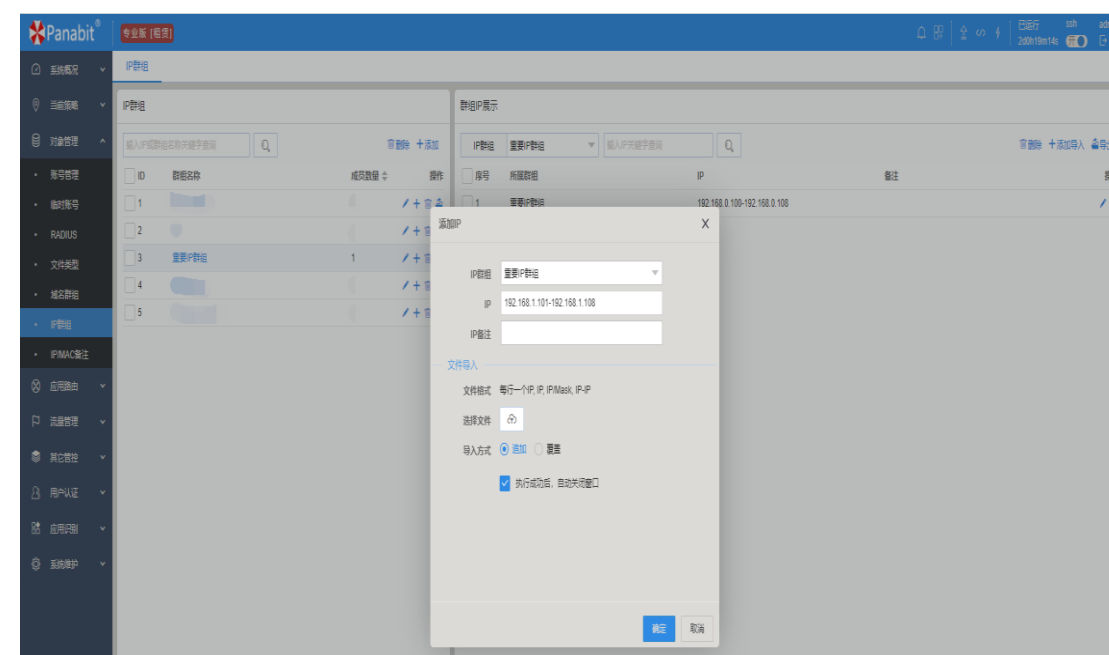 Panabit®
专业版 [租赁]
已运行 ssh
2d0h19m14s
系统概况
当前策略
对象管理
账号管理
临时账号
RADIUS
文件类型
域名群组
IP群组
IP/MAC备注
应用路由
流量管理
其它管控
用户认证
应用识别
系统维护
IP群组
IP群组
输入IP或群组名称关键字查询
删除 添加
ID 群组名称 成员数量 操作
1
2
3 重要IP群组 1
4
5
群组IP展示
IP群组 重要IP群组 输入IP关键字查询
删除 添加导入
序号 所属群组 IP 备注
1 重要IP群组 192.168.0.100-192.168.0.108
添加IP X
IP群组 重要IP群组
IP 192.168.1.101-192.168.1.108
IP备注
文件导入
文件格式 每行一个IP, IP, IP/Mask, IP-IP
选择文件
导入方式 追加 覆盖
执行成功后，自动关闭窗口
确定 取消